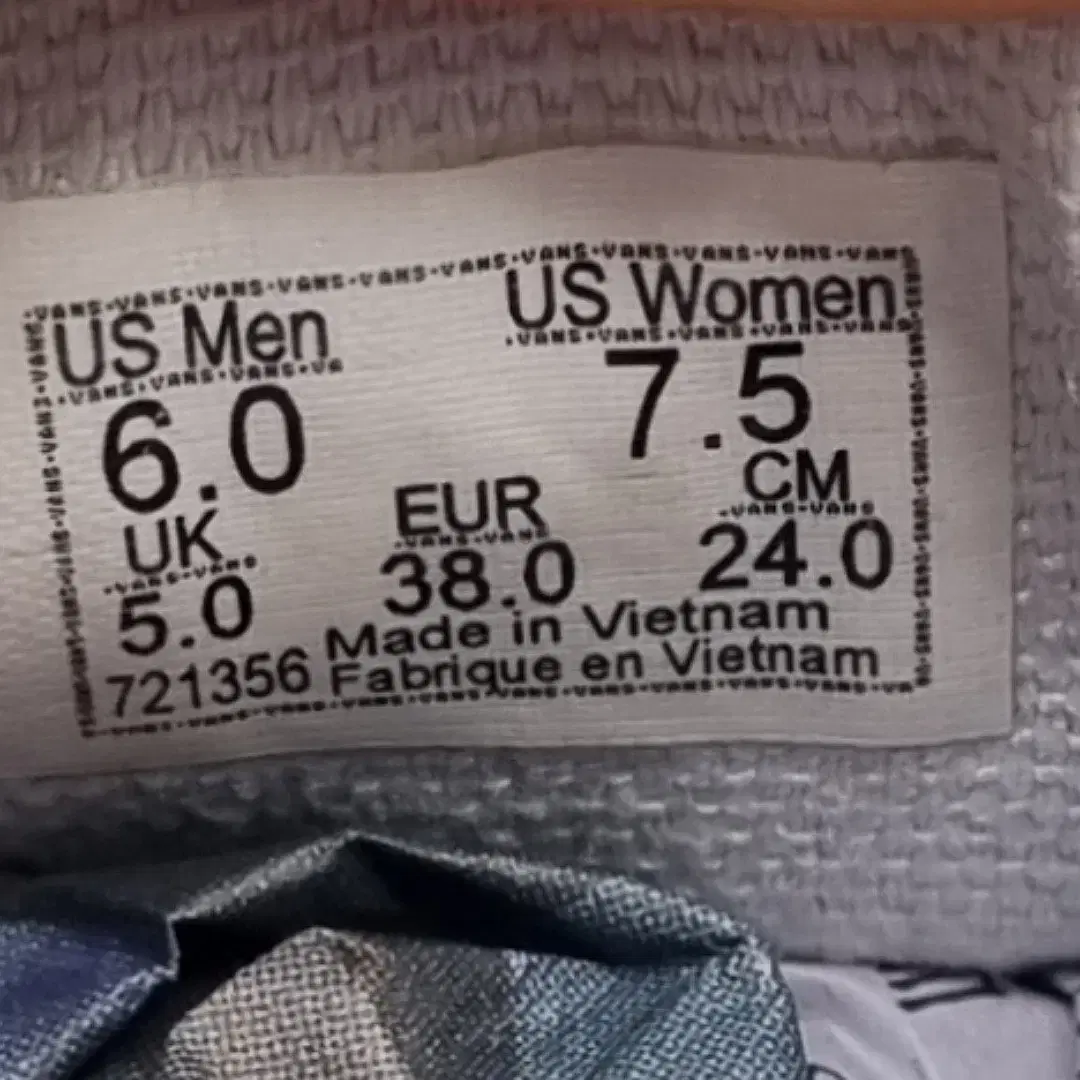 US Men US Women
6.0 7.5
UK EUR CM
5.0 38.0 24.0
Made in Vietnam
721356 Fabrique en Vietnam